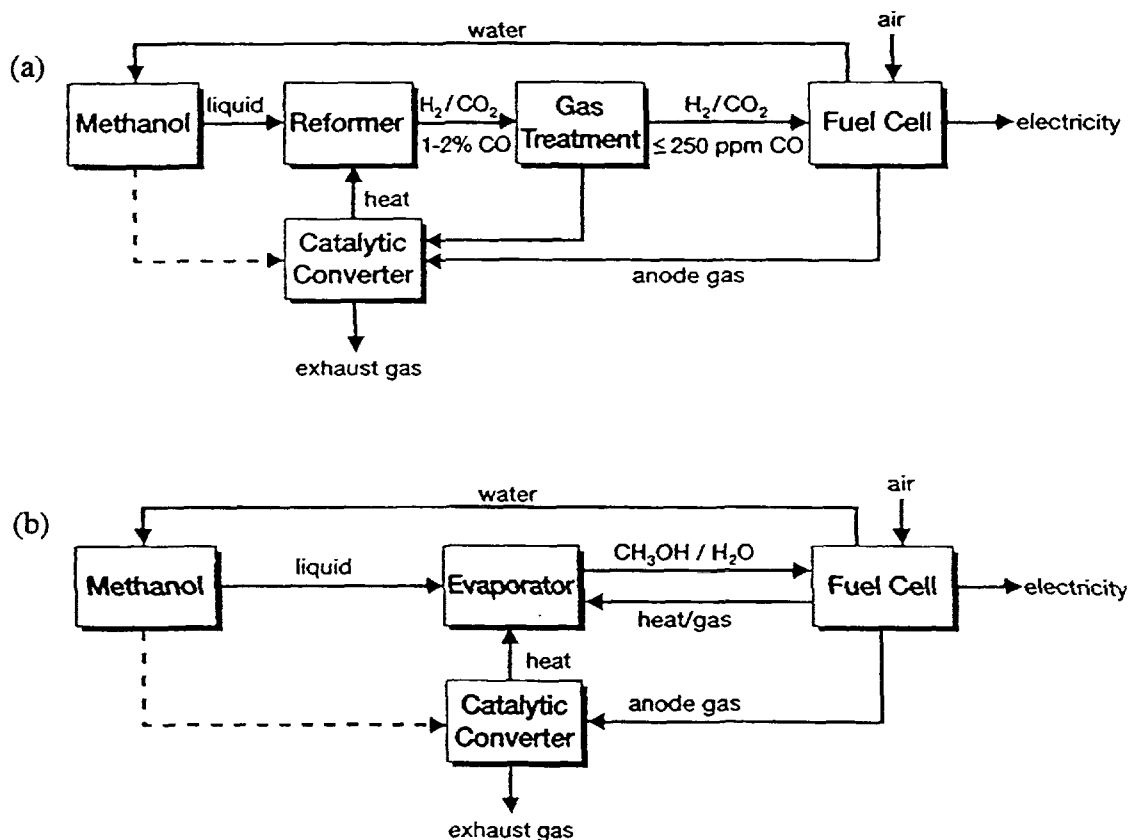 water
air
(a)
Methanol
liquid
Reformer
H₂/CO₂
1-2% CO
Gas
Treatment
H₂/CO₂
≤ 250 ppm CO
Fuel Cell
electricity
heat
Catalytic
Converter
anode gas
exhaust gas
water
air
(b)
Methanol
liquid
Evaporator
CH₃OH / H₂O
heat/gas
Fuel Cell
electricity
heat
Catalytic
Converter
anode gas
exhaust gas